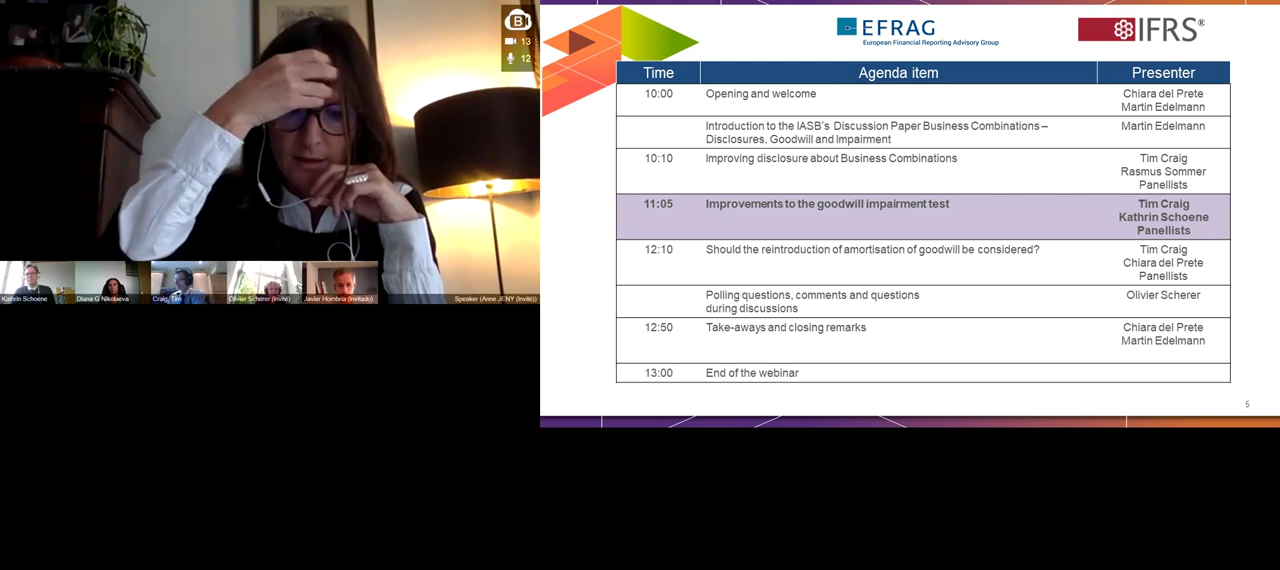 B
13
12
Kathrin Schoene
Diana G Nikolaeva
Craig, Tim
Olivier Scherer (Invité)
Javier Hombria (Invitado)
Speaker (Anne JENY (Invité))
EFRAG
European Financial Reporting Advisory Group
IFRS®
Time Agenda item Presenter
10:00 Opening and welcome Chiara del Prete
Martin Edelmann
Introduction to the IASB's Discussion Paper Business Combinations – Martin Edelmann
Disclosures, Goodwill and Impairment
10:10 Improving disclosure about Business Combinations Tim Craig
Rasmus Sommer
Panellists
11:05 Improvements to the goodwill impairment test Tim Craig
Kathrin Schoene
Panellists
12:10 Should the reintroduction of amortisation of goodwill be considered? Tim Craig
Chiara del Prete
Panellists
Polling questions, comments and questions Olivier Scherer
during discussions
12:50 Take-aways and closing remarks Chiara del Prete
Martin Edelmann
13:00 End of the webinar
5